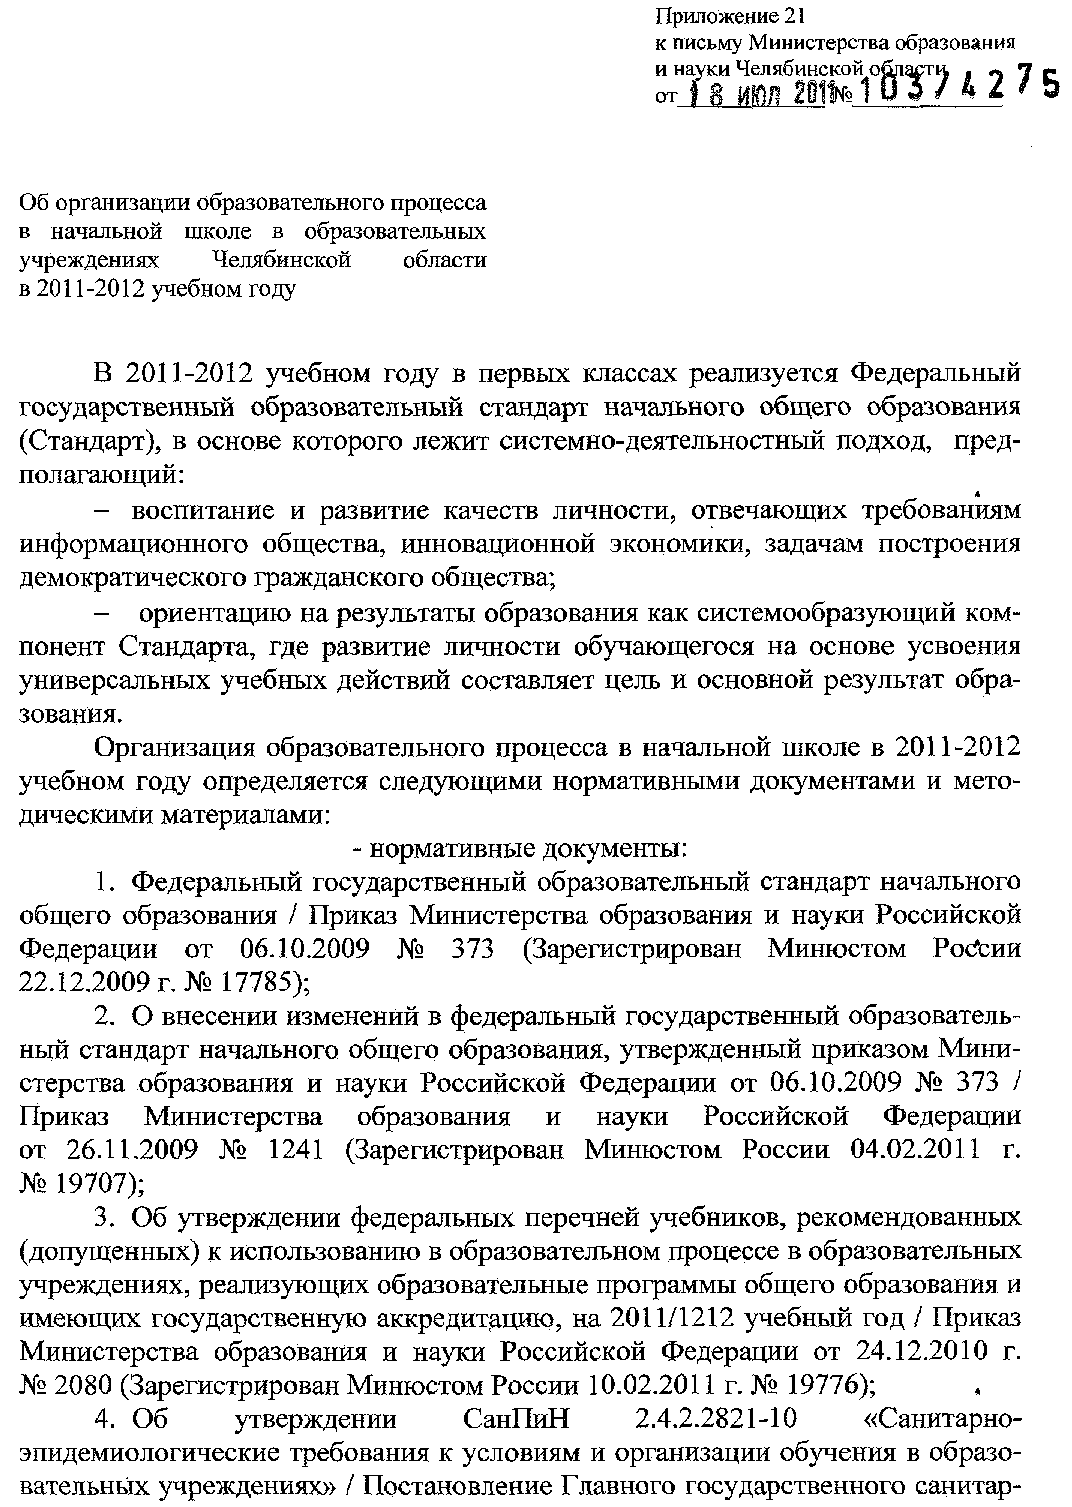 Приложение 21
к письму Министерства образования
и науки Челябинской области
от 18 ИЮЛ 2011 № 10374275
Об организации образовательного процесса
в начальной школе в образовательных
учреждениях Челябинской области
в 2011-2012 учебном году
В 2011-2012 учебном году в первых классах реализуется Федеральный
государственный образовательный стандарт начального общего образования
(Стандарт), в основе которого лежит системно-деятельностный подход, пред-
полагающий:
– воспитание и развитие качеств личности, отвечающих требованиям
информационного общества, инновационной экономики, задачам построения
демократического гражданского общества;
– ориентацию на результаты образования как системообразующий ком-
понент Стандарта, где развитие личности обучающегося на основе усвоения
универсальных учебных действий составляет цель и основной результат обра-
зования.
Организация образовательного процесса в начальной школе в 2011-2012
учебном году определяется следующими нормативными документами и мето-
дическими материалами:
- нормативные документы:
1. Федеральный государственный образовательный стандарт начального
общего образования / Приказ Министерства образования и науки Российской
Федерации от 06.10.2009 № 373 (Зарегистрирован Минюстом России
22.12.2009 г. № 17785);
2. О внесении изменений в федеральный государственный образователь-
ный стандарт начального общего образования, утвержденный приказом Мини-
стерства образования и науки Российской Федерации от 06.10.2009 № 373 /
Приказ Министерства образования и науки Российской Федерации
от 26.11.2009 № 1241 (Зарегистрирован Минюстом России 04.02.2011 г.
№ 19707);
3. Об утверждении федеральных перечней учебников, рекомендованных
(допущенных) к использованию в образовательном процессе в образовательных
учреждениях, реализующих образовательные программы общего образования и
имеющих государственную аккредитацию, на 2011/1212 учебный год / Приказ
Министерства образования и науки Российской Федерации от 24.12.2010 г.
№ 2080 (Зарегистрирован Минюстом России 10.02.2011 г. № 19776);
4. Об утверждении СанПиН 2.4.2.2821-10 «Санитарно-
эпидемиологические требования к условиям и организации обучения в образо-
вательных учреждениях» / Постановление Главного государственного санитар-